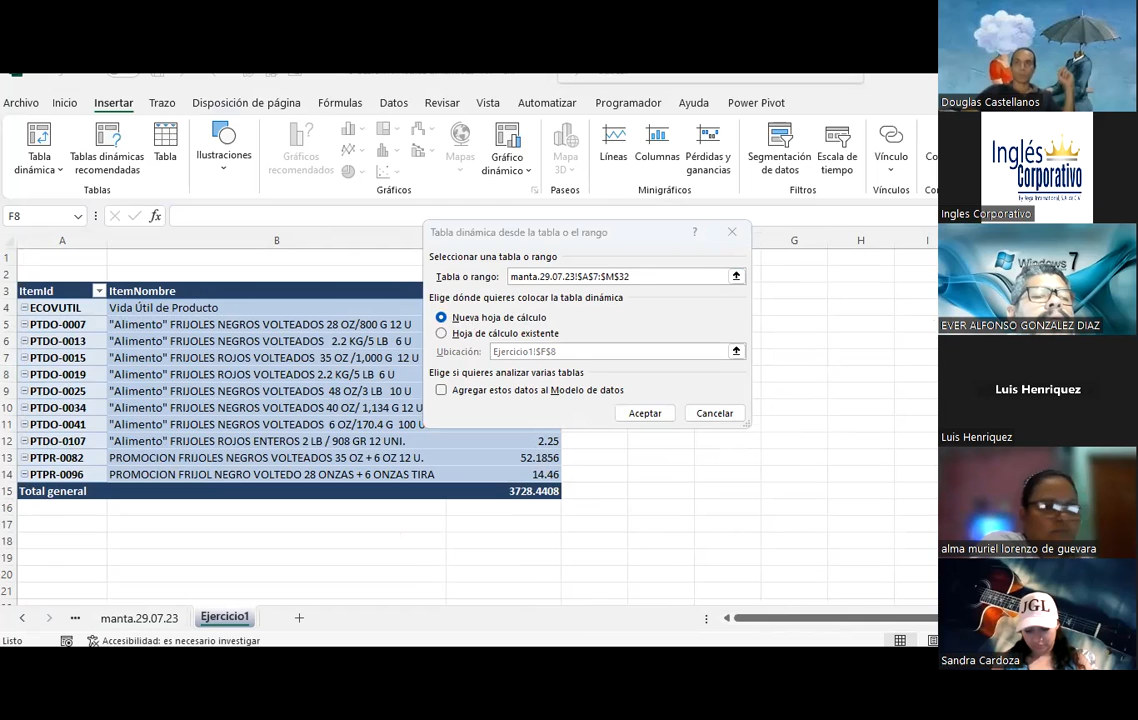 Archivo Inicio Insertar Trazo Disposición de página Fórmulas Datos Revisar Vista Automatizar Programador Ayuda Power Pivot
Tabla dinámica
Tablas dinámicas recomendadas
Tabla
Ilustraciones
Gráficos recomendados
Mapas
Gráfico dinámico
Mapa 3D
Líneas
Columnas
Pérdidas y ganancias
Segmentación de datos
Escala de tiempo
Vínculo
Tablas Gráficos Paseos Minigráficos Filtros Vínculos
F8 fx
A B G H I
1
2
3 ItemId ItemNombre
4 ECOVUTIL Vida Útil de Producto
5 PTDO-0007 "Alimento" FRIJOLES NEGROS VOLTEADOS 28 OZ/800 G 12 U
6 PTDO-0013 "Alimento" FRIJOLES NEGROS VOLTEADOS 2.2 KG/5 LB 6 U
7 PTDO-0015 "Alimento" FRIJOLES ROJOS VOLTEADOS 35 OZ /1,000 G 12 U
8 PTDO-0019 "Alimento" FRIJOLES ROJOS VOLTEADOS 2.2 KG/5 LB 6 U
9 PTDO-0025 "Alimento" FRIJOLES NEGROS VOLTEADOS 48 OZ/3 LB 10 U
10 PTDO-0034 "Alimento" FRIJOLES NEGROS VOLTEADOS 40 OZ/ 1,134 G 12 U
11 PTDO-0041 "Alimento" FRIJOLES NEGROS VOLTEADOS 6 OZ/170.4 G 100 U
12 PTDO-0107 "Alimento" FRIJOLES ROJOS ENTEROS 2 LB / 908 GR 12 UNI. 2.25
13 PTPR-0082 PROMOCION FRIJOLES NEGROS VOLTEADOS 35 OZ + 6 OZ 12 U. 52.1856
14 PTPR-0096 PROMOCION FRIJOL NEGRO VOLTEDO 28 ONZAS + 6 ONZAS TIRA 14.46
15 Total general 3728.4408
16
17
18
19
20
21
Tabla dinámica desde la tabla o el rango ?
Seleccionar una tabla o rango
Tabla o rango: manta.29.07.23!$A$7:$M$32
Elige dónde quieres colocar la tabla dinámica
Nueva hoja de cálculo
Hoja de cálculo existente
Ubicación: Ejercicio1!$F$8
Elige si quieres analizar varias tablas
Agregar estos datos al Modelo de datos
Aceptar Cancelar
manta.29.07.23 Ejercicio1
Listo Accesibilidad: es necesario investigar
Douglas Castellanos
Inglés
Corporativo
Ingles Corporativo
Windows 7
EVER ALFONSO GONZALEZ DIAZ
Luis Henriquez
Luis Henriquez
alma muriel lorenzo de guevara
JGL
Sandra Cardoza